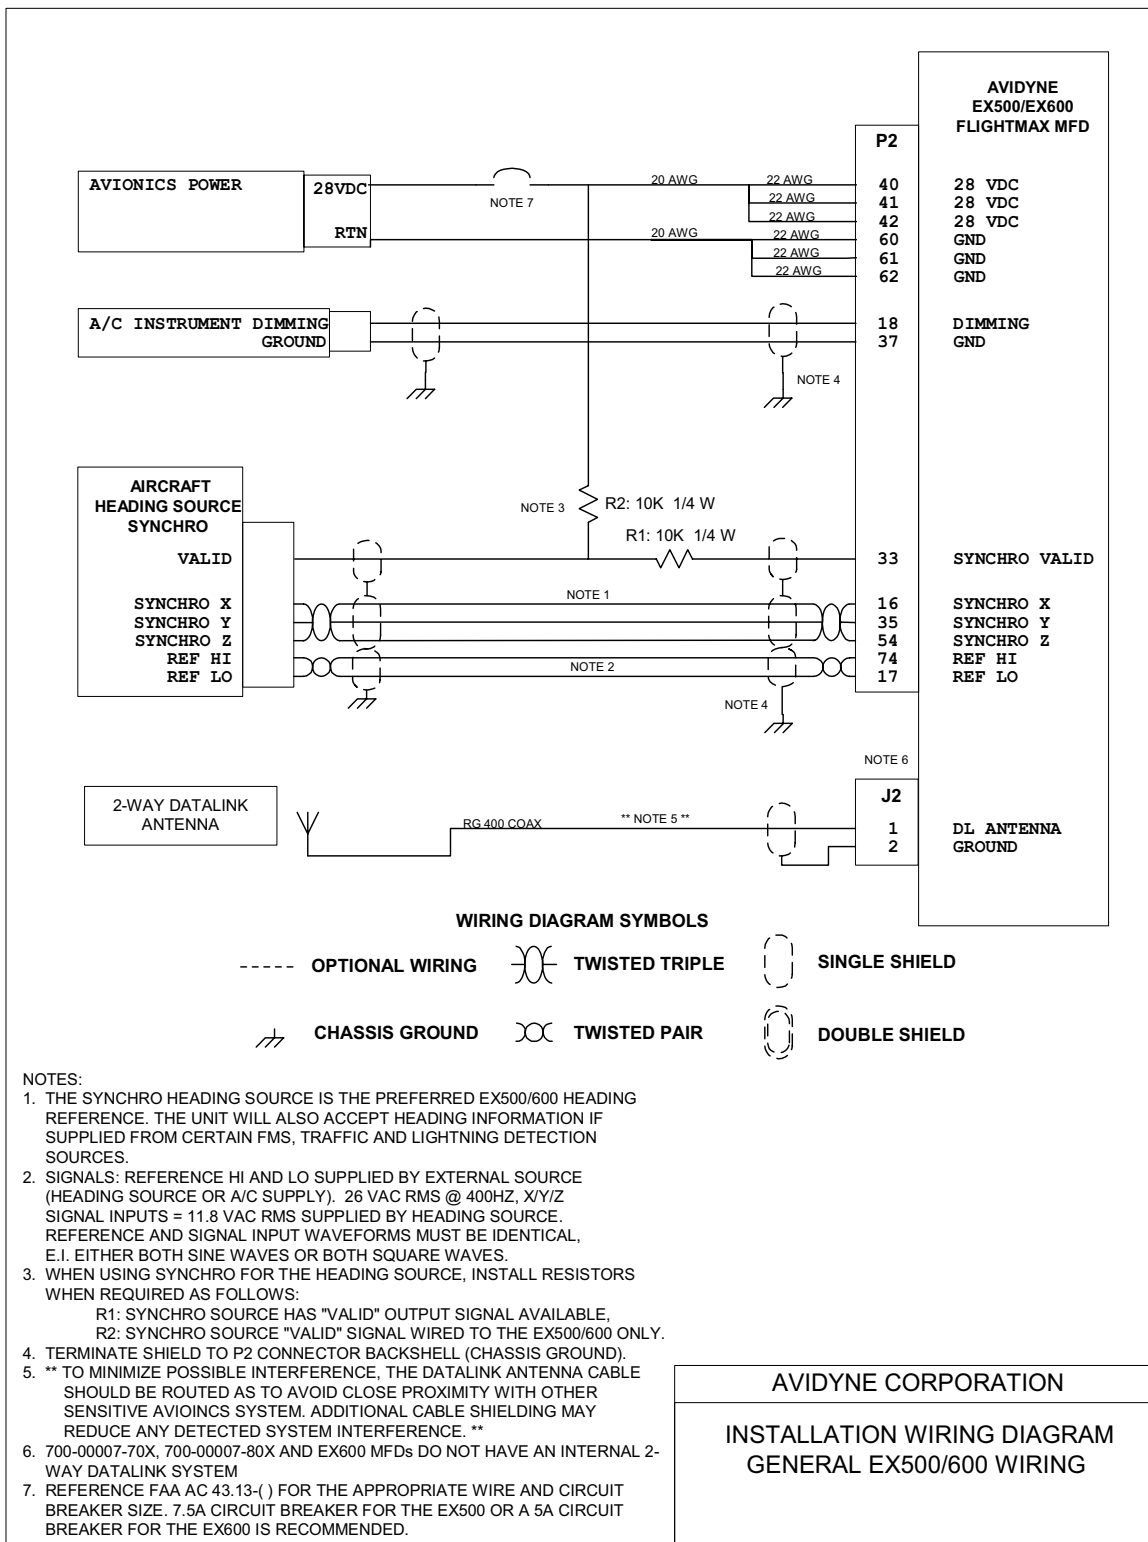 AVIDYNE
EX500/EX600
FLIGHTMAX MFD
P2
AVIONICS POWER
28VDC
RTN
NOTE 7
20 AWG
22 AWG
40
28 VDC
22 AWG
41
28 VDC
22 AWG
42
28 VDC
20 AWG
22 AWG
60
GND
22 AWG
61
GND
22 AWG
62
GND
A/C INSTRUMENT DIMMING
GROUND
18
DIMMING
37
GND
NOTE 4
AIRCRAFT
HEADING SOURCE
SYNCHRO
NOTE 3
R2: 10K 1/4 W
R1: 10K 1/4 W
VALID
33
SYNCHRO VALID
NOTE 1
SYNCHRO X
16
SYNCHRO X
SYNCHRO Y
35
SYNCHRO Y
SYNCHRO Z
54
SYNCHRO Z
REF HI
74
REF HI
NOTE 2
REF LO
17
REF LO
NOTE 4
NOTE 6
J2
2-WAY DATALINK
ANTENNA
RG 400 COAX
** NOTE 5 **
1
DL ANTENNA
2
GROUND
WIRING DIAGRAM SYMBOLS
OPTIONAL WIRING
TWISTED TRIPLE
SINGLE SHIELD
CHASSIS GROUND
TWISTED PAIR
DOUBLE SHIELD
NOTES:
1. THE SYNCHRO HEADING SOURCE IS THE PREFERRED EX500/600 HEADING
REFERENCE. THE UNIT WILL ALSO ACCEPT HEADING INFORMATION IF
SUPPLIED FROM CERTAIN FMS, TRAFFIC AND LIGHTNING DETECTION
SOURCES.
2. SIGNALS: REFERENCE HI AND LO SUPPLIED BY EXTERNAL SOURCE
(HEADING SOURCE OR A/C SUPPLY). 26 VAC RMS @ 400HZ, X/Y/Z
SIGNAL INPUTS = 11.8 VAC RMS SUPPLIED BY HEADING SOURCE.
REFERENCE AND SIGNAL INPUT WAVEFORMS MUST BE IDENTICAL,
E.I. EITHER BOTH SINE WAVES OR BOTH SQUARE WAVES.
3. WHEN USING SYNCHRO FOR THE HEADING SOURCE, INSTALL RESISTORS
WHEN REQUIRED AS FOLLOWS:
R1: SYNCHRO SOURCE HAS "VALID" OUTPUT SIGNAL AVAILABLE,
R2: SYNCHRO SOURCE "VALID" SIGNAL WIRED TO THE EX500/600 ONLY.
4. TERMINATE SHIELD TO P2 CONNECTOR BACKSHELL (CHASSIS GROUND).
5. ** TO MINIMIZE POSSIBLE INTERFERENCE, THE DATALINK ANTENNA CABLE
SHOULD BE ROUTED AS TO AVOID CLOSE PROXIMITY WITH OTHER
SENSITIVE AVIOINCS SYSTEM. ADDITIONAL CABLE SHIELDING MAY
REDUCE ANY DETECTED SYSTEM INTERFERENCE. **
6. 700-00007-70X, 700-00007-80X AND EX600 MFDs DO NOT HAVE AN INTERNAL 2-
WAY DATALINK SYSTEM
7. REFERENCE FAA AC 43.13-( ) FOR THE APPROPRIATE WIRE AND CIRCUIT
BREAKER SIZE. 7.5A CIRCUIT BREAKER FOR THE EX500 OR A 5A CIRCUIT
BREAKER FOR THE EX600 IS RECOMMENDED.
AVIDYNE CORPORATION
INSTALLATION WIRING DIAGRAM
GENERAL EX500/600 WIRING